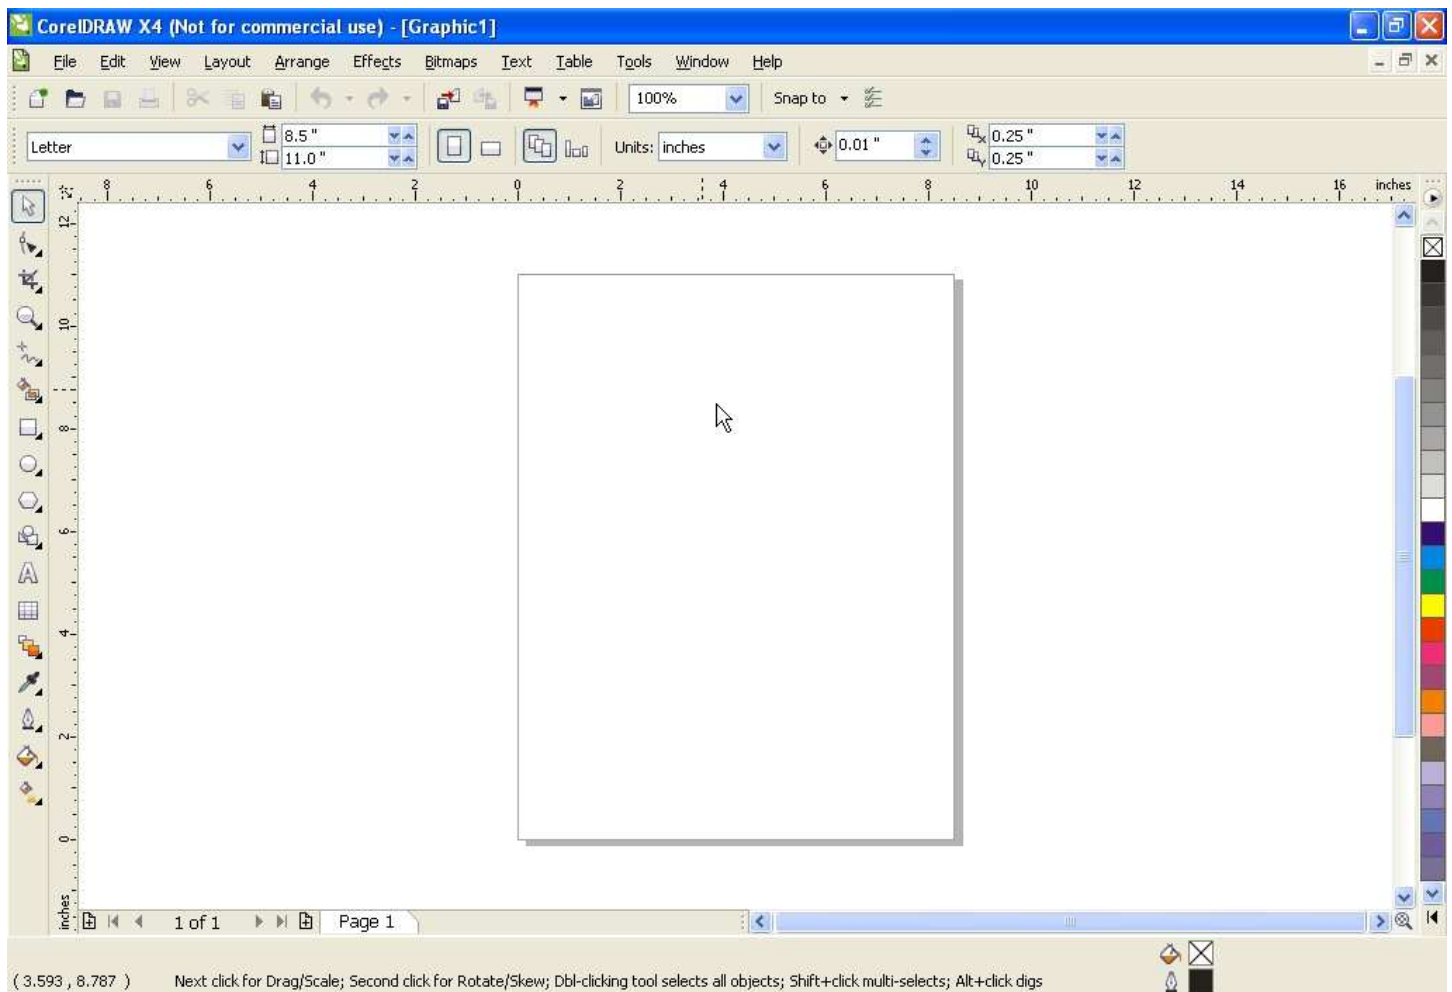 CorelDRAW X4 (Not for commercial use) - [Graphic1]
File Edit View Layout Arrange Effects Bitmaps Text Table Tools Window Help
100% Snap to
Letter 8.5 " 11.0 " Units: inches 0.01 " 0.25 " 0.25 "
8 6 4 2 0 2 4 6 8 10 12 14 16 inches
12
10
8
6
4
2
0
inches
1 of 1 Page 1
( 3.593 , 8.787 ) Next click for Drag/Scale; Second click for Rotate/Skew; Dbl-clicking tool selects all objects; Shift+click multi-selects; Alt+click digs